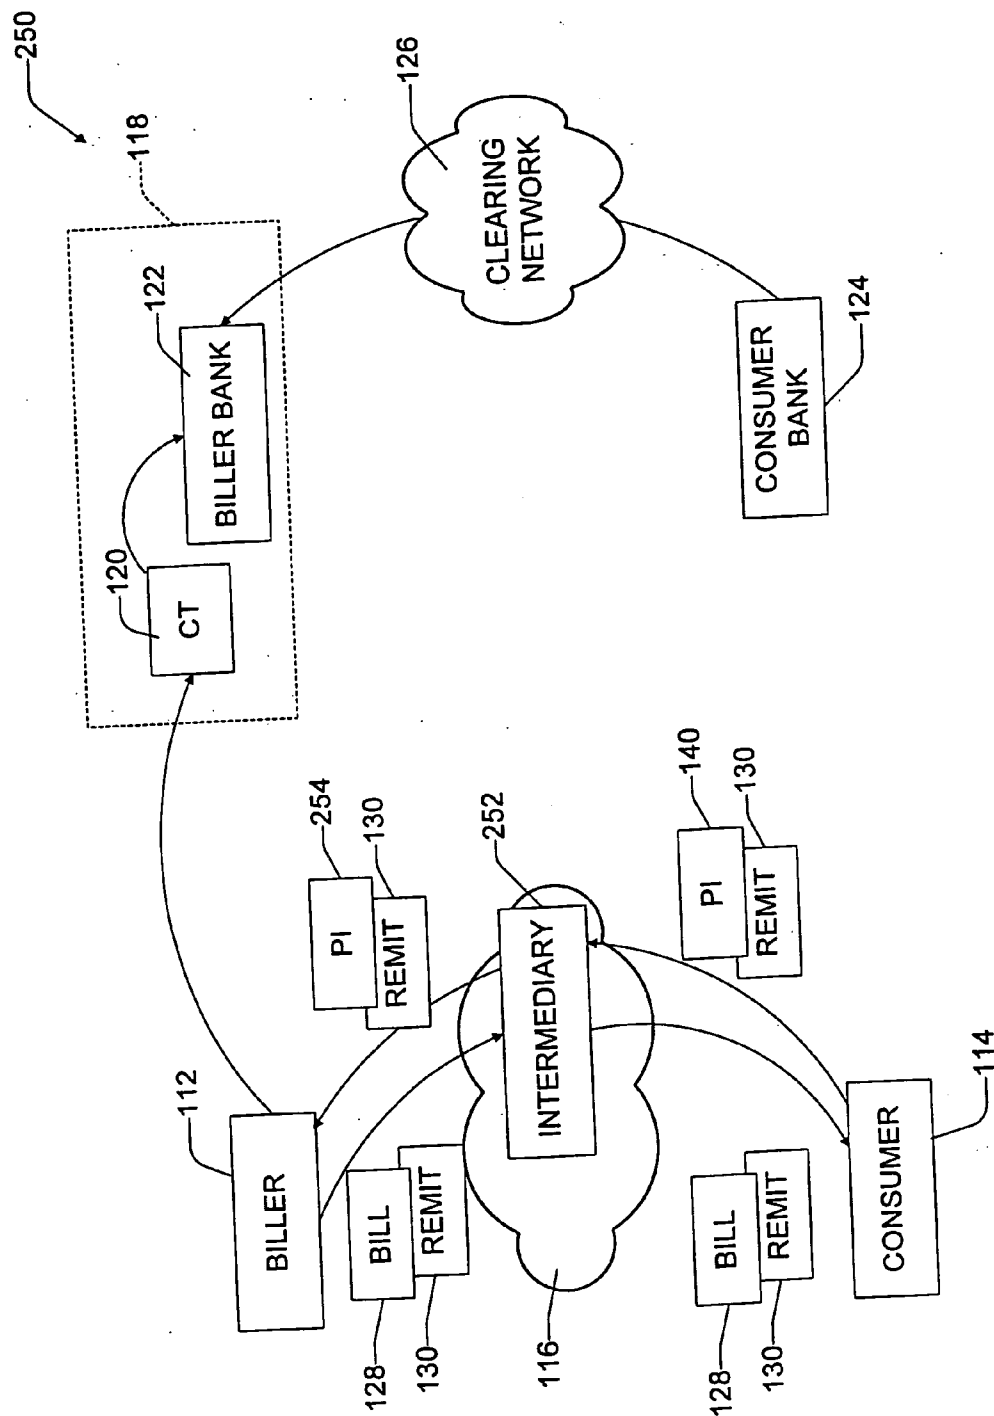 250
118
120
122
CT
BILLER BANK
112
BILLER
254
PI
130
REMIT
128
BILL
130
REMIT
126
CLEARING
NETWORK
252
INTERMEDIARY
116
140
PI
130
REMIT
128
BILL
130
REMIT
CONSUMER
BANK
124
CONSUMER
114